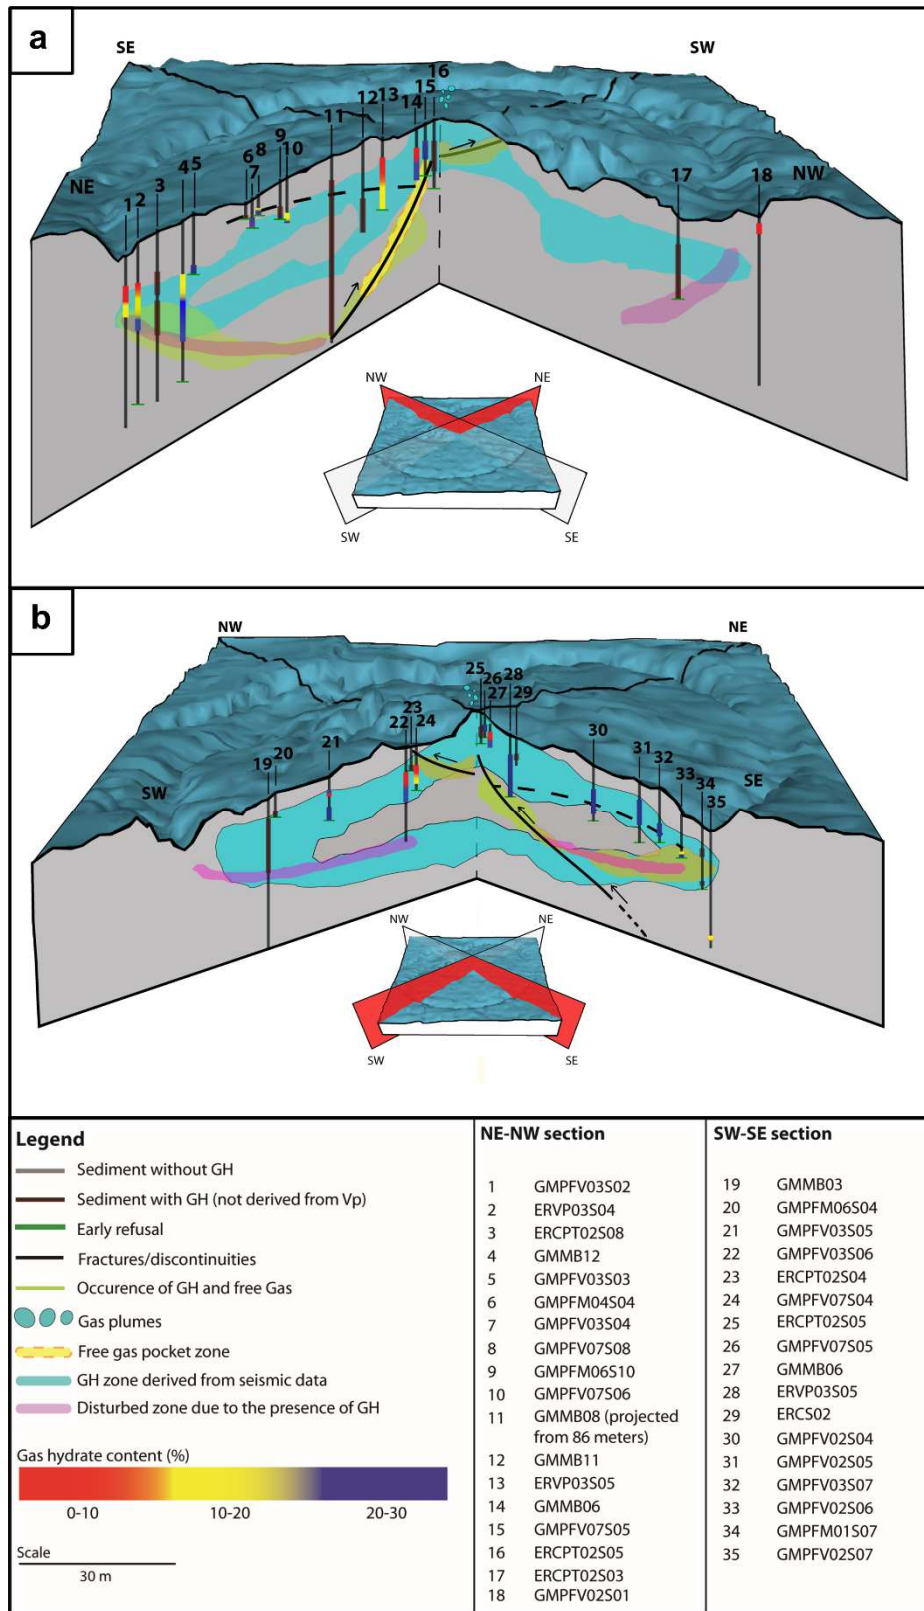 a
SE
SW
16
15
14
13
12
11
9
10
6
8
7
4
5
3
1
2
NE
17
18
NW
NW
NE
SW
SE
b
NW
NE
25
26
27
28
29
23
22
24
21
20
19
30
31
32
33
34
35
SW
SE
NW
NE
SW
SE
Legend
Sediment without GH
Sediment with GH (not derived from Vp)
Early refusal
Fractures/discontinuities
Occurence of GH and free Gas
Gas plumes
Free gas pocket zone
GH zone derived from seismic data
Disturbed zone due to the presence of GH
Gas hydrate content (%)
0-10 10-20 20-30
Scale
30 m
NE-NW section
1 GMPFV03S02
2 ERVP03S04
3 ERCPT02S08
4 GMMB12
5 GMPFV03S03
6 GMPFM04S04
7 GMPFV03S04
8 GMPFV07S08
9 GMPFM06S10
10 GMPFV07S06
11 GMMB08 (projected
from 86 meters)
12 GMMB11
13 ERVP03S05
14 GMMB06
15 GMPFV07S05
16 ERCPT02S05
17 ERCPT02S03
18 GMPFV02S01
SW-SE section
19 GMMB03
20 GMPFM06S04
21 GMPFV03S05
22 GMPFV03S06
23 ERCPT02S04
24 GMPFV07S04
25 ERCPT02S05
26 GMPFV07S05
27 GMMB06
28 ERVP03S05
29 ERCS02
30 GMPFV02S04
31 GMPFV02S05
32 GMPFV03S07
33 GMPFV02S06
34 GMPFM01S07
35 GMPFV02S07